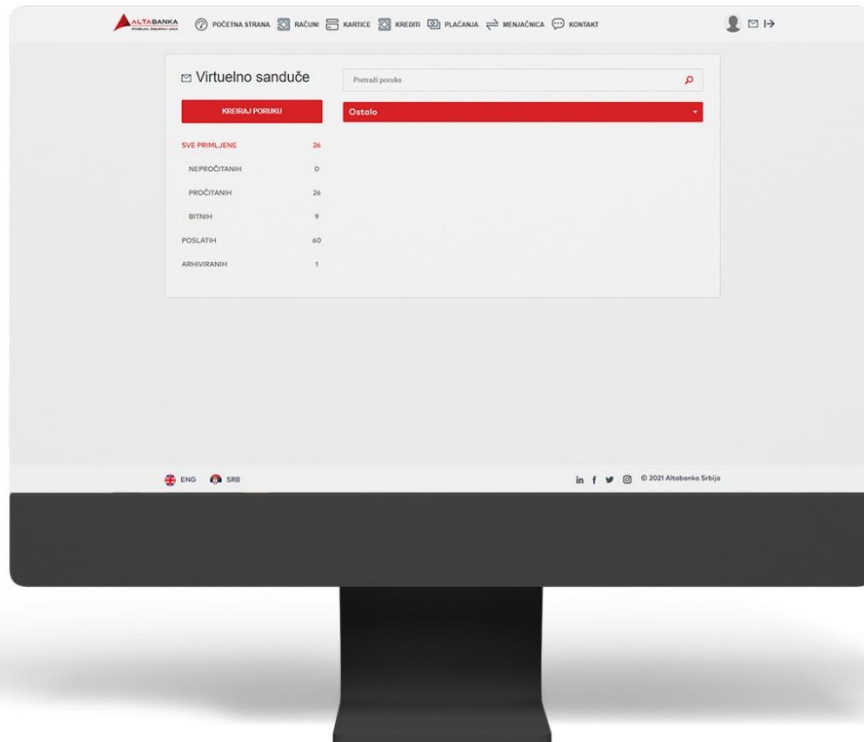 ALTABANKA
POČETNA STRANA RAČUNI KARTICE KREDITI PLAĆANJA MENJAČNICA KONTAKT
Virtuelno sanduče
Pretraži poruke
KREIRAJ PORUKU
Ostalo
SVE PRIMLJENE 26
NEPROČITANIH 0
PROČITANIH 26
BITNIH 9
POSLATIH 60
ARHIVIRANIH 1
ENG SRB
in f © 2021 Altabanka Srbija